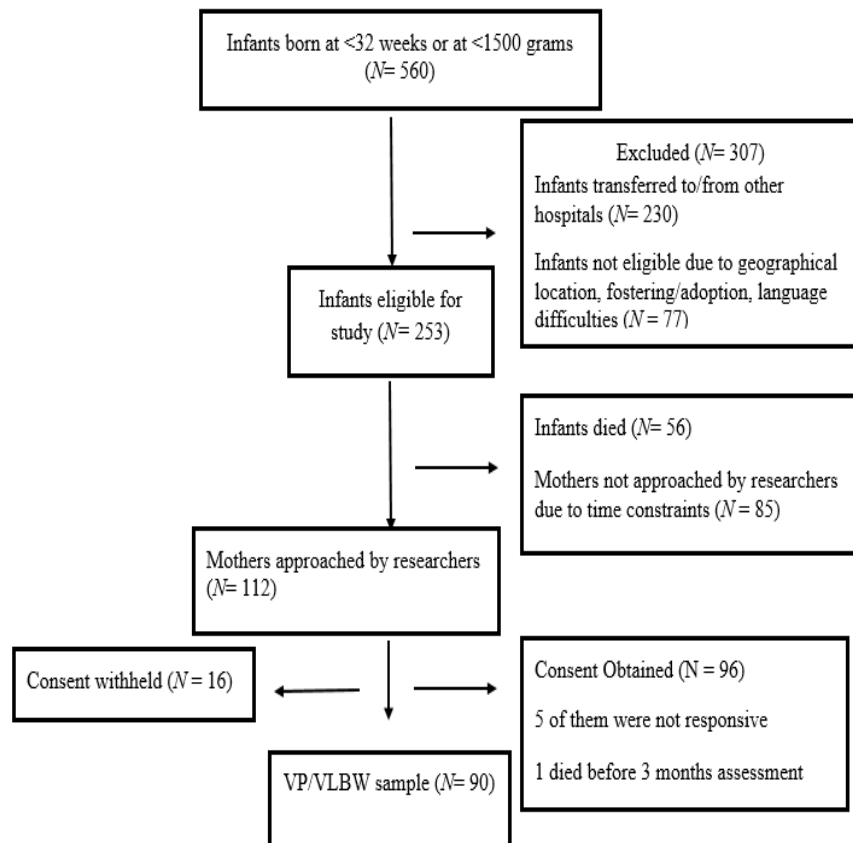 Infants born at <32 weeks or at <1500 grams
(N= 560)
Excluded (N= 307)
Infants transferred to/from other
hospitals (N= 230)
Infants not eligible due to geographical
location, fostering/adoption, language
difficulties (N = 77)
Infants eligible for
study (N= 253)
Infants died (N= 56)
Mothers not approached by researchers
due to time constraints (N = 85)
Mothers approached by researchers
(N= 112)
Consent withheld (N = 16)
Consent Obtained (N = 96)
5 of them were not responsive
1 died before 3 months assessment
VP/VLBW sample (N= 90)